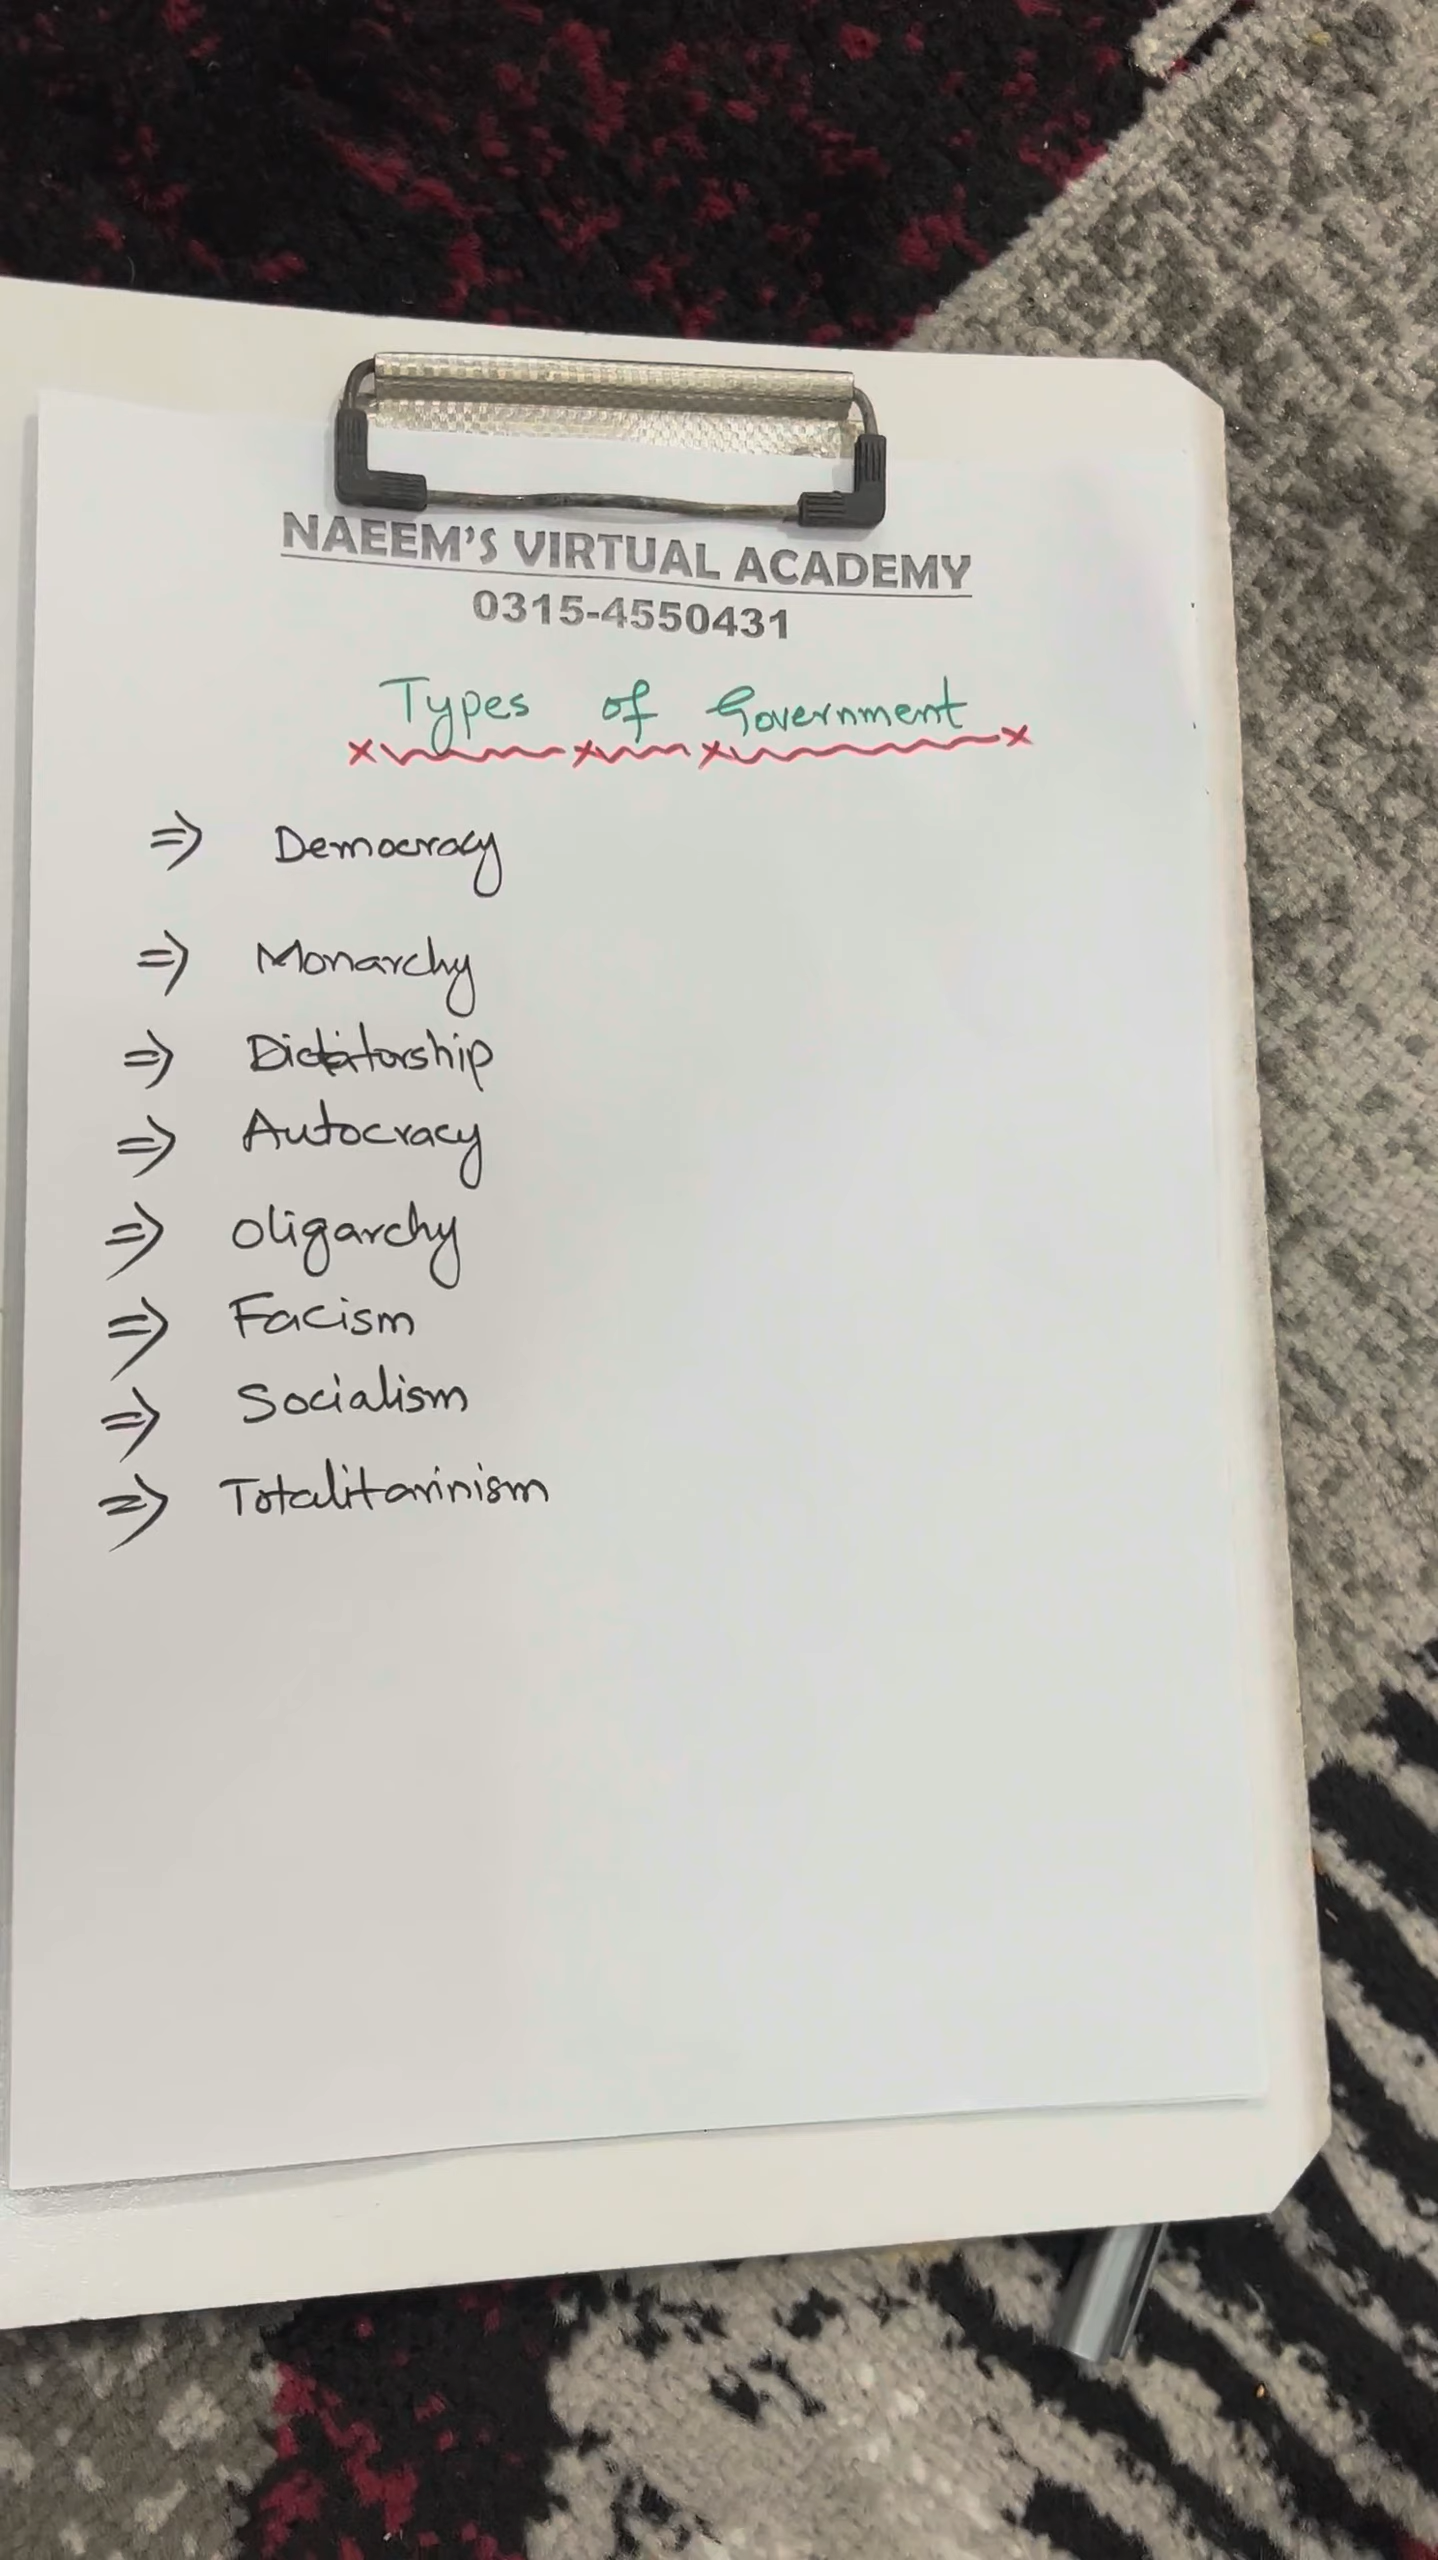 NAEEM'S VIRTUAL ACADEMY
0315-4550431
Types of Government
⇒ Democracy
⇒ Monarchy
⇒ Dictatorship
⇒ Autocracy
⇒ Oligarchy
⇒ Facism
⇒ Socialism
⇒ Totalitarinism